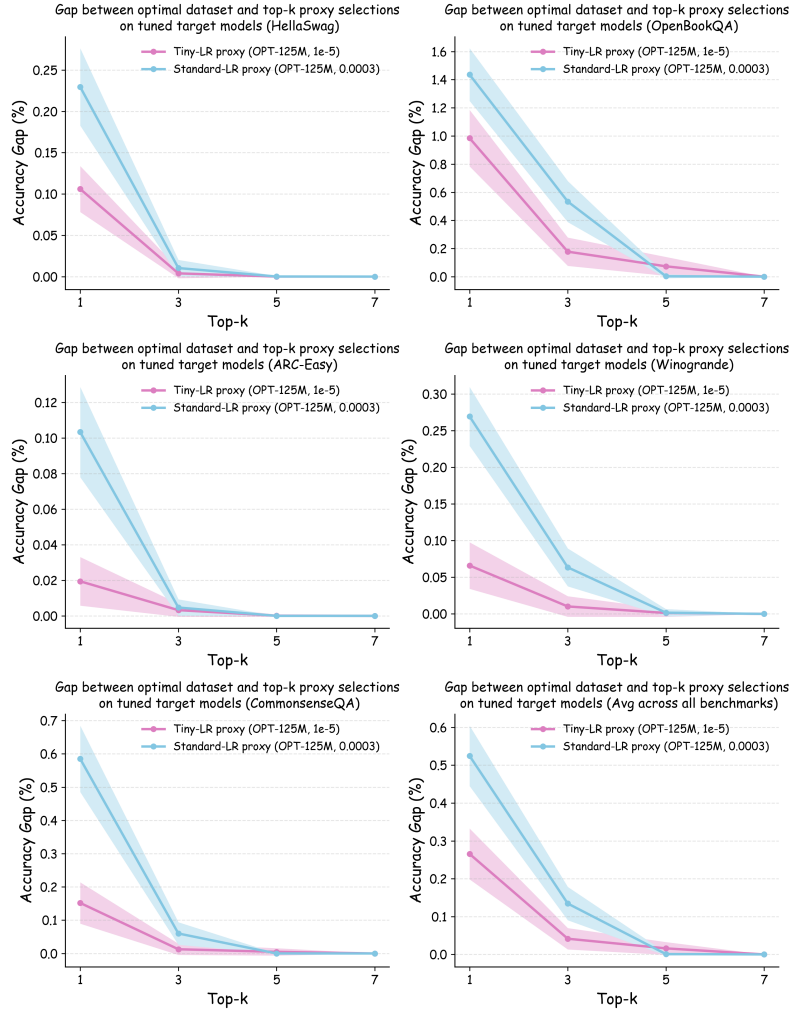 Gap between optimal dataset and top-k proxy selections
on tuned target models (HellaSwag)
Tiny-LR proxy (OPT-125M, 1e-5)
Standard-LR proxy (OPT-125M, 0.0003)
Accuracy Gap (%)
0.25
0.20
0.15
0.10
0.05
0.00
1 3 5 7
Top-k
Gap between optimal dataset and top-k proxy selections
on tuned target models (OpenBookQA)
Tiny-LR proxy (OPT-125M, 1e-5)
Standard-LR proxy (OPT-125M, 0.0003)
Accuracy Gap (%)
1.6
1.4
1.2
1.0
0.8
0.6
0.4
0.2
0.0
1 3 5 7
Top-k
Gap between optimal dataset and top-k proxy selections
on tuned target models (ARC-Easy)
Tiny-LR proxy (OPT-125M, 1e-5)
Standard-LR proxy (OPT-125M, 0.0003)
Accuracy Gap (%)
0.12
0.10
0.08
0.06
0.04
0.02
0.00
1 3 5 7
Top-k
Gap between optimal dataset and top-k proxy selections
on tuned target models (Winogrande)
Tiny-LR proxy (OPT-125M, 1e-5)
Standard-LR proxy (OPT-125M, 0.0003)
Accuracy Gap (%)
0.30
0.25
0.20
0.15
0.10
0.05
0.00
1 3 5 7
Top-k
Gap between optimal dataset and top-k proxy selections
on tuned target models (CommonsenseQA)
Tiny-LR proxy (OPT-125M, 1e-5)
Standard-LR proxy (OPT-125M, 0.0003)
Accuracy Gap (%)
0.7
0.6
0.5
0.4
0.3
0.2
0.1
0.0
1 3 5 7
Top-k
Gap between optimal dataset and top-k proxy selections
on tuned target models (Avg across all benchmarks)
Tiny-LR proxy (OPT-125M, 1e-5)
Standard-LR proxy (OPT-125M, 0.0003)
Accuracy Gap (%)
0.6
0.5
0.4
0.3
0.2
0.1
0.0
1 3 5 7
Top-k